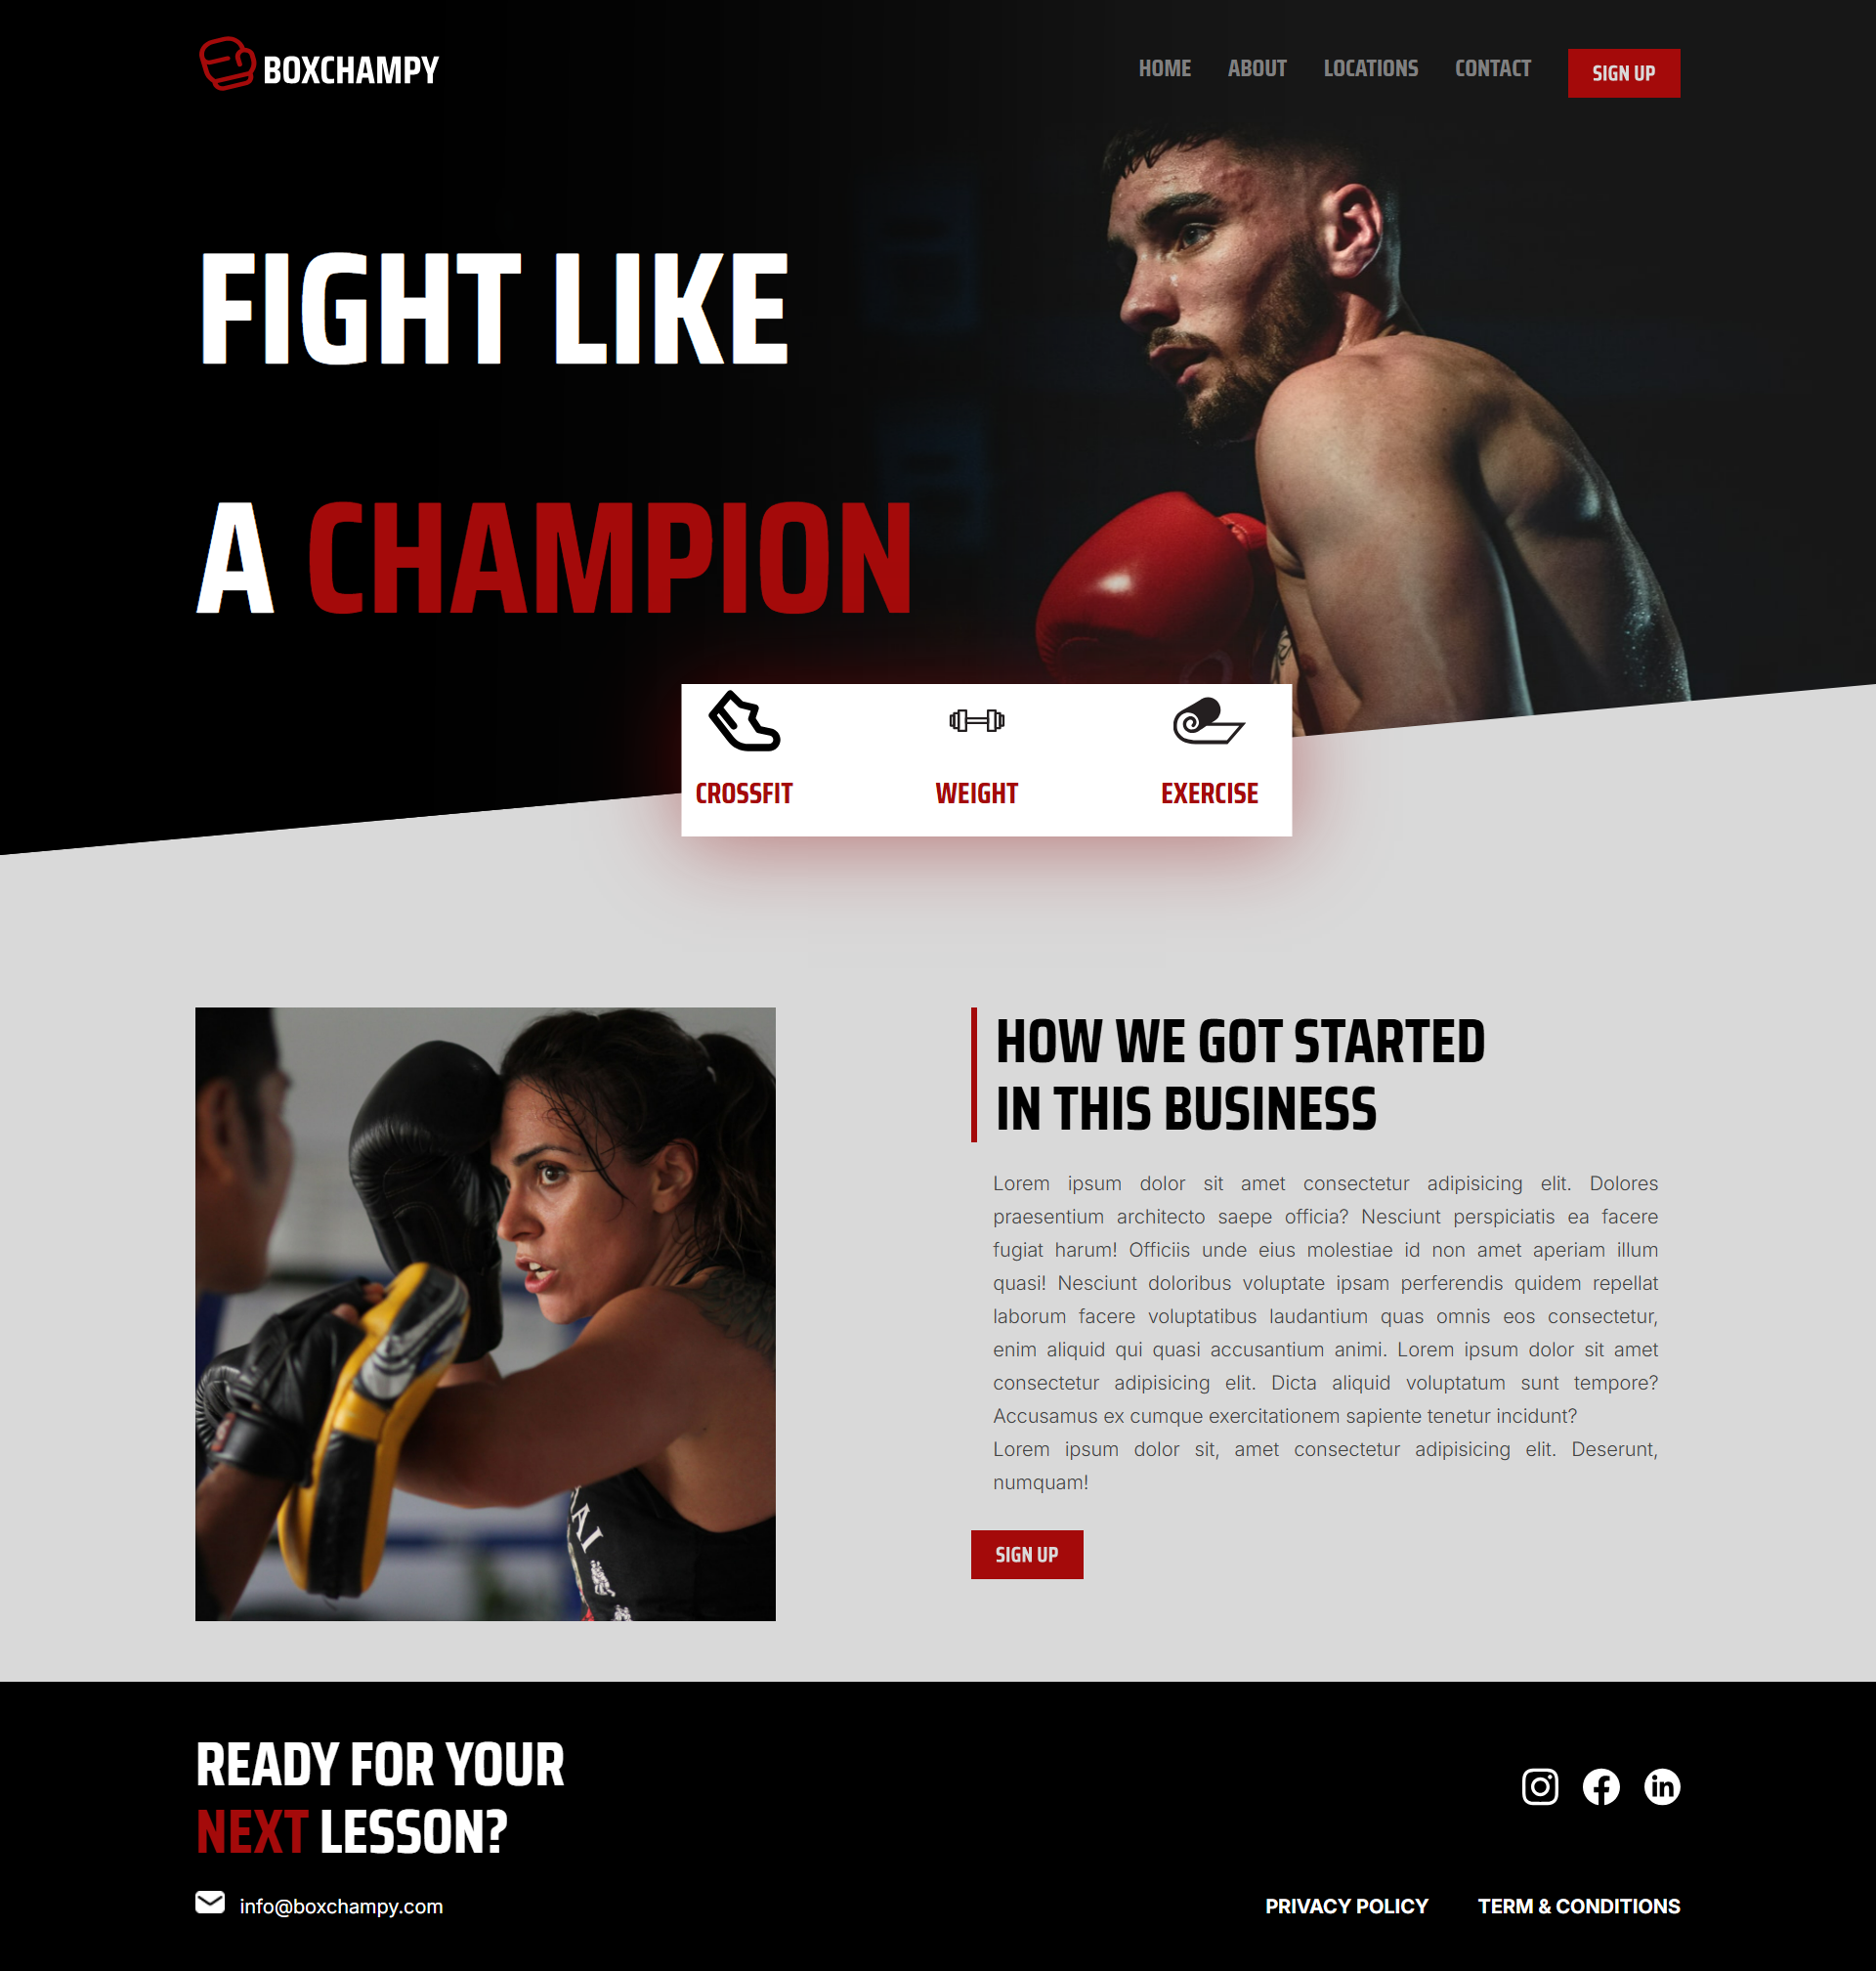 BOXCHAMPY
HOME ABOUT LOCATIONS CONTACT SIGN UP
FIGHT LIKE
A CHAMPION
CROSSFIT WEIGHT EXERCISE
HOW WE GOT STARTED
IN THIS BUSINESS
Lorem ipsum dolor sit amet consectetur adipisicing elit. Dolores
praesentium architecto saepe officia? Nesciunt perspiciatis ea facere
fugiat harum! Officiis unde eius molestiae id non amet aperiam illum
quasi! Nesciunt doloribus voluptate ipsam perferendis quidem repellat
laborum facere voluptatibus laudantium quas omnis eos consectetur,
enim aliquid qui quasi accusantium animi. Lorem ipsum dolor sit amet
consectetur adipisicing elit. Dicta aliquid voluptatum sunt tempore?
Accusamus ex cumque exercitationem sapiente tenetur incidunt?
Lorem ipsum dolor sit, amet consectetur adipisicing elit. Deserunt,
numquam!
SIGN UP
READY FOR YOUR
NEXT LESSON?
info@boxchampy.com
PRIVACY POLICY TERM & CONDITIONS